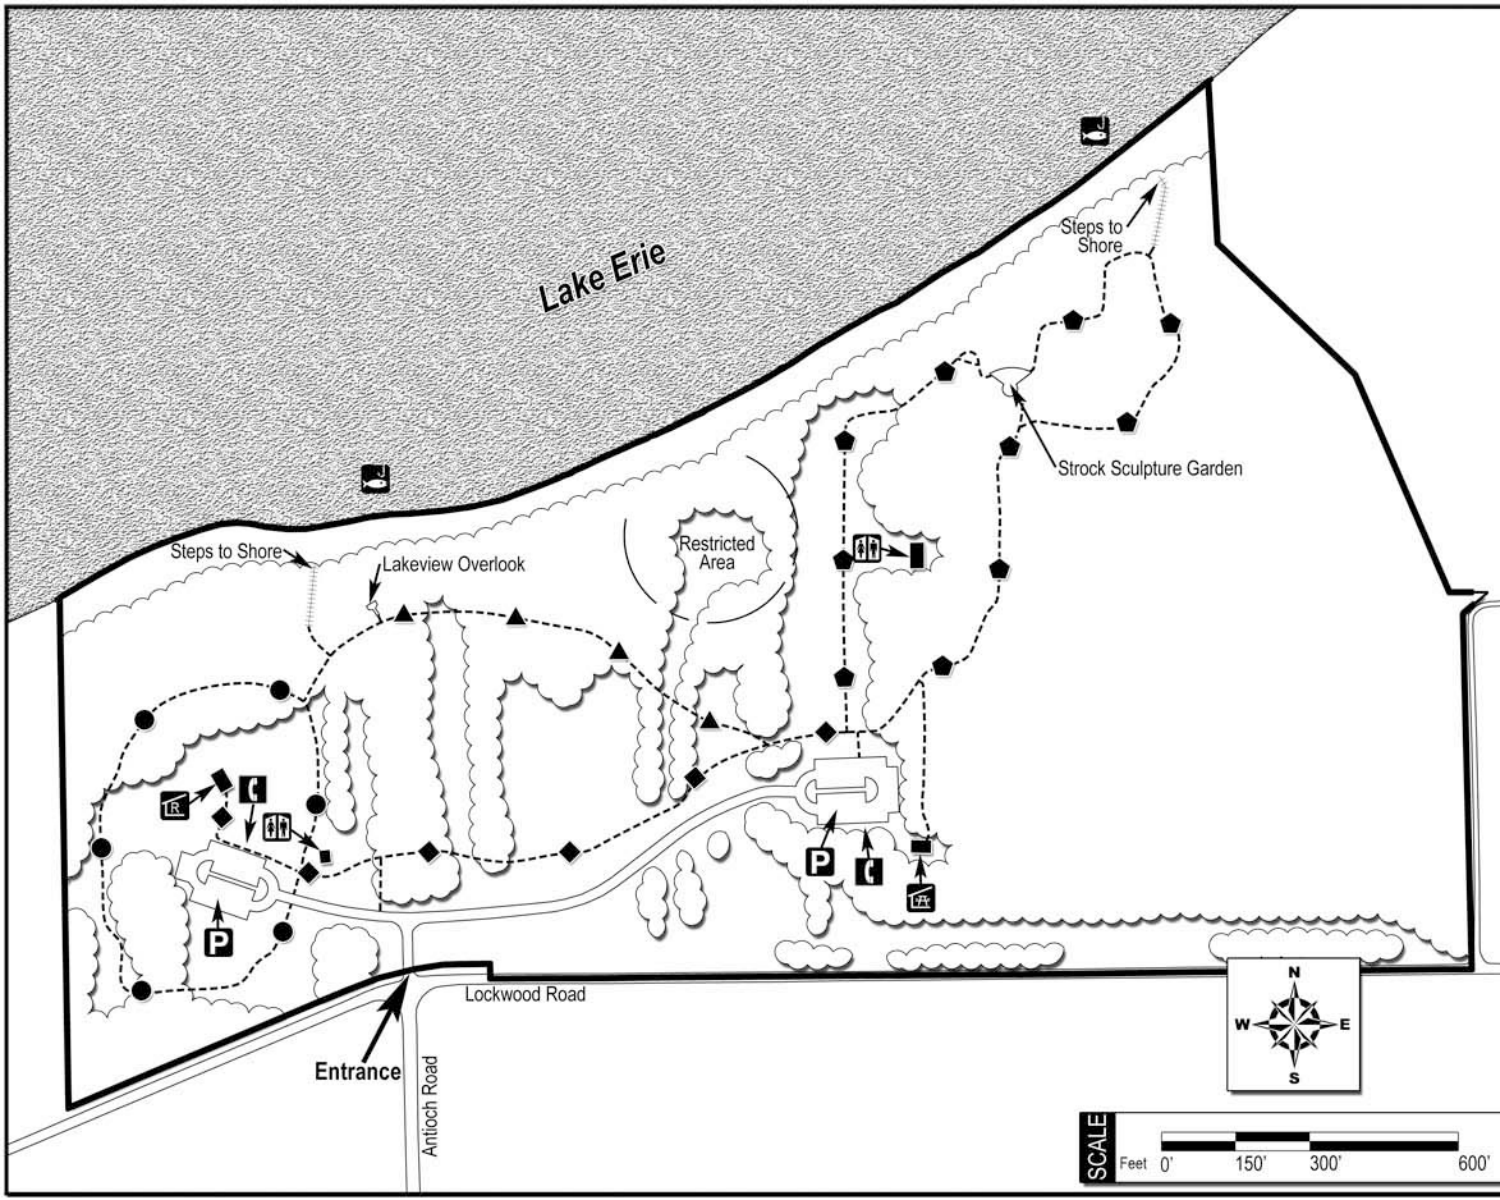 Steps to
Shore
Lake Erie
Strock Sculpture Garden
Restricted
Area
Steps to Shore
Lakeview Overlook
R
P
P
Lockwood Road
Entrance
Antioch Road
N
W
E
S
SCALE
Feet 0' 150' 300' 600'